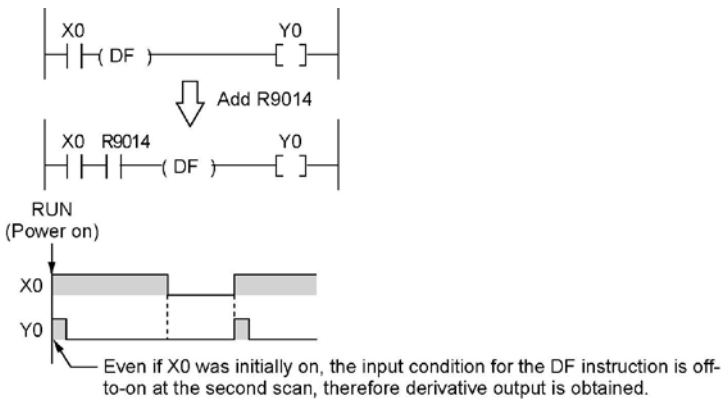 X0 Y0
( DF )
Add R9014
X0 R9014 Y0
( DF )
RUN
(Power on)
X0
Y0
Even if X0 was initially on, the input condition for the DF instruction is off-
to-on at the second scan, therefore derivative output is obtained.